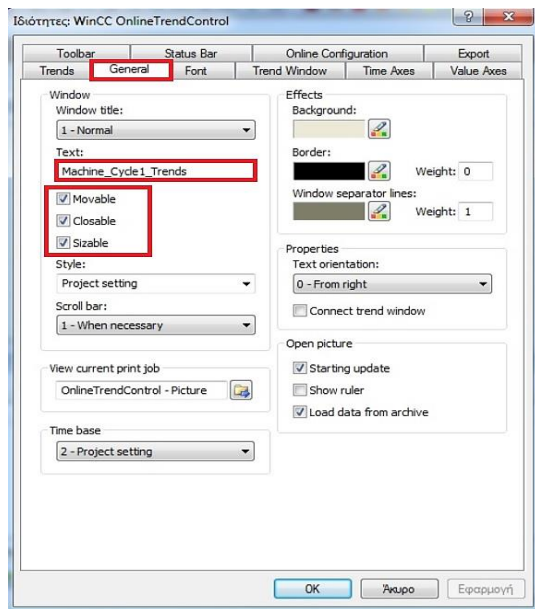 Ιδιότητες: WinCC OnlineTrendControl
Toolbar Status Bar Online Configuration Export
Trends General Font Trend Window Time Axes Value Axes
Window
Window title:
1 - Normal
Text:
Machine_Cycle1_Trends
Movable
Closable
Sizable
Style:
Project setting
Scroll bar:
1 - When necessary
View current print job
OnlineTrendControl - Picture
Time base
2 - Project setting
Effects
Background:
Border:
Weight: 0
Window separator lines:
Weight: 1
Properties
Text orientation:
0 - From right
Connect trend window
Open picture
Starting update
Show ruler
Load data from archive
OK Άκυρο Εφαρμογή